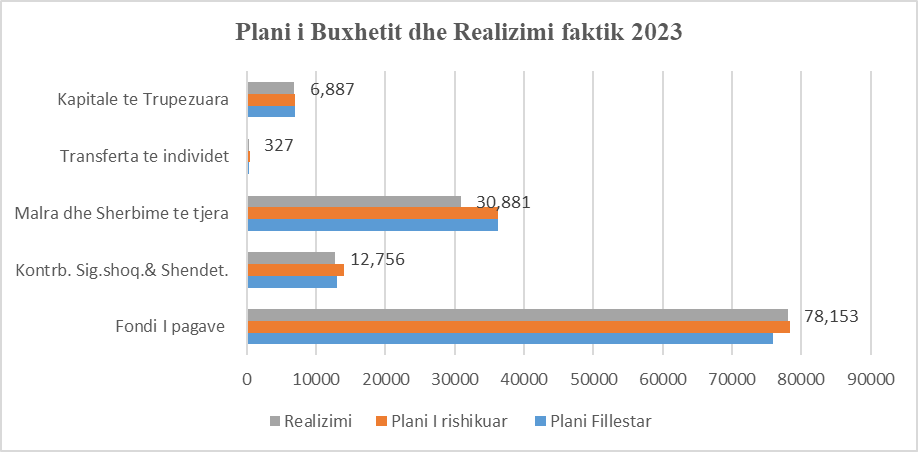 Plani i Buxhetit dhe Realizimi faktik 2023
Kapitale te Trupezuara
6,887
Transferta te individet
327
Malra dhe Sherbime te tjera
30,881
Kontrb. Sig.shoq.& Shendet.
12,756
Fondi I pagave
78,153
0 10000 20000 30000 40000 50000 60000 70000 80000 90000
Realizimi Plani I rishikuar Plani Fillestar